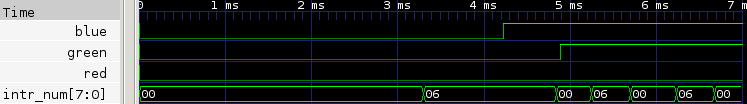 Time 0 1 ms 2 ms 3 ms 4 ms 5 ms 6 ms 7 m
blue
green
red
intr_num[7:0] 00 06 00 06 00 06 00